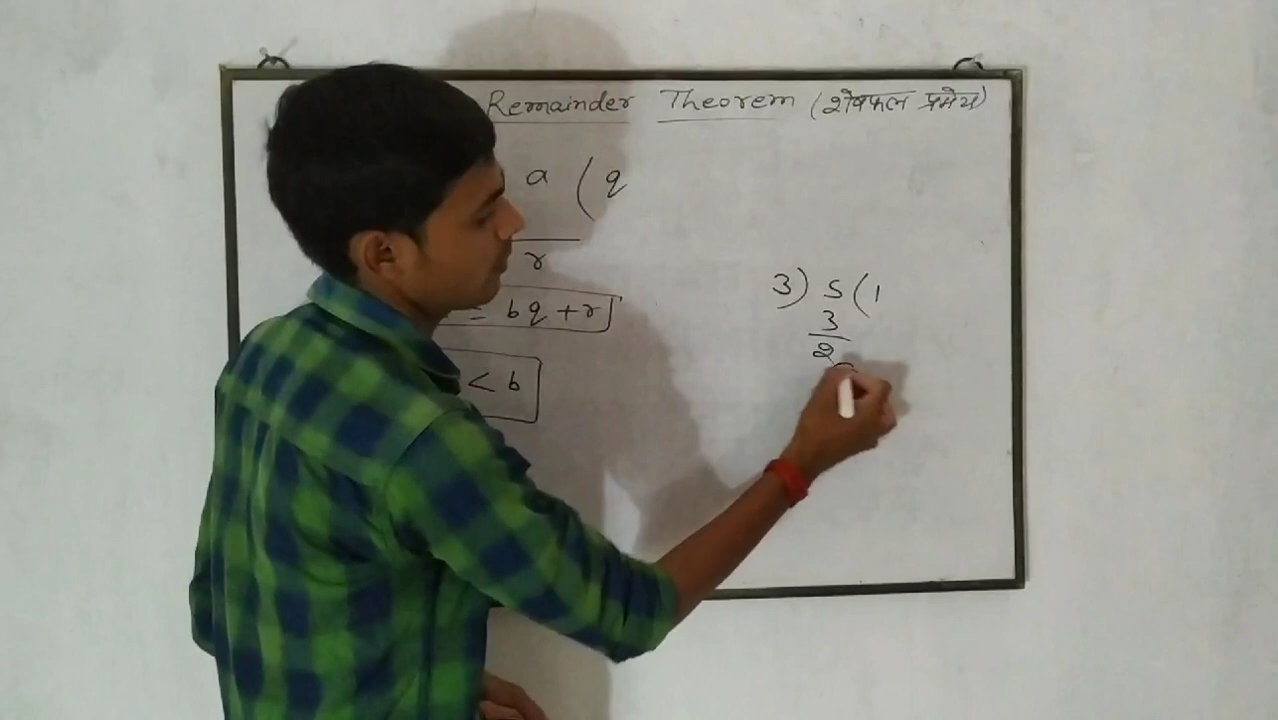 Remainder Theorem (शेषफल प्रमेय)
a ( q
r
= bq + r
< b
3) 5 ( 1
3
2